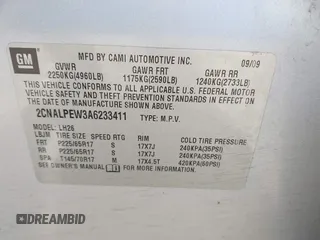 GM
MFD BY CAMI AUTOMOTIVE INC. 09/09
GVWR GAWR FRT GAWR RR
2250KG(4960LB) 1175KG(2590LB) 1240KG(2733LB)
THIS VEHICLE CONFORMS TO ALL APPLICABLE U.S. FEDERAL MOTOR
VEHICLE SAFETY AND THEFT PREVENTION STANDARDS IN EFFECT
ON THE DATE OF MANUFACTURE SHOWN ABOVE.
2CNALPEW3A6233411 TYPE: M.P.V.
MODEL: LH26
TIRE SIZE SPEED RTG RIM COLD TIRE PRESSURE
FRT P225/65R17 S 17X7J 240KPA(35PSI)
RR P225/65R17 S 17X7J 240KPA(35PSI)
SPA T145/70R17 M 17X4.5T 420KPA(60PSI)
SEE OWNER'S MANUAL FOR ADDITIONAL INFORMATION.
DREAMBID